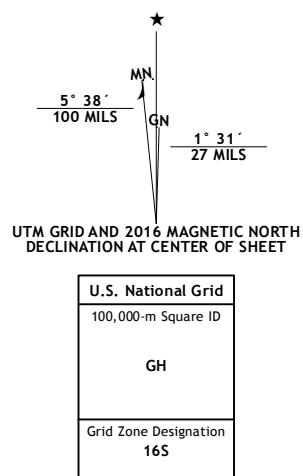 MN.
5° 38´
100 MILS
GN
1° 31´
27 MILS
UTM GRID AND 2016 MAGNETIC NORTH
DECLINATION AT CENTER OF SHEET
U.S. National Grid
100,000-m Square ID
GH
Grid Zone Designation
16S